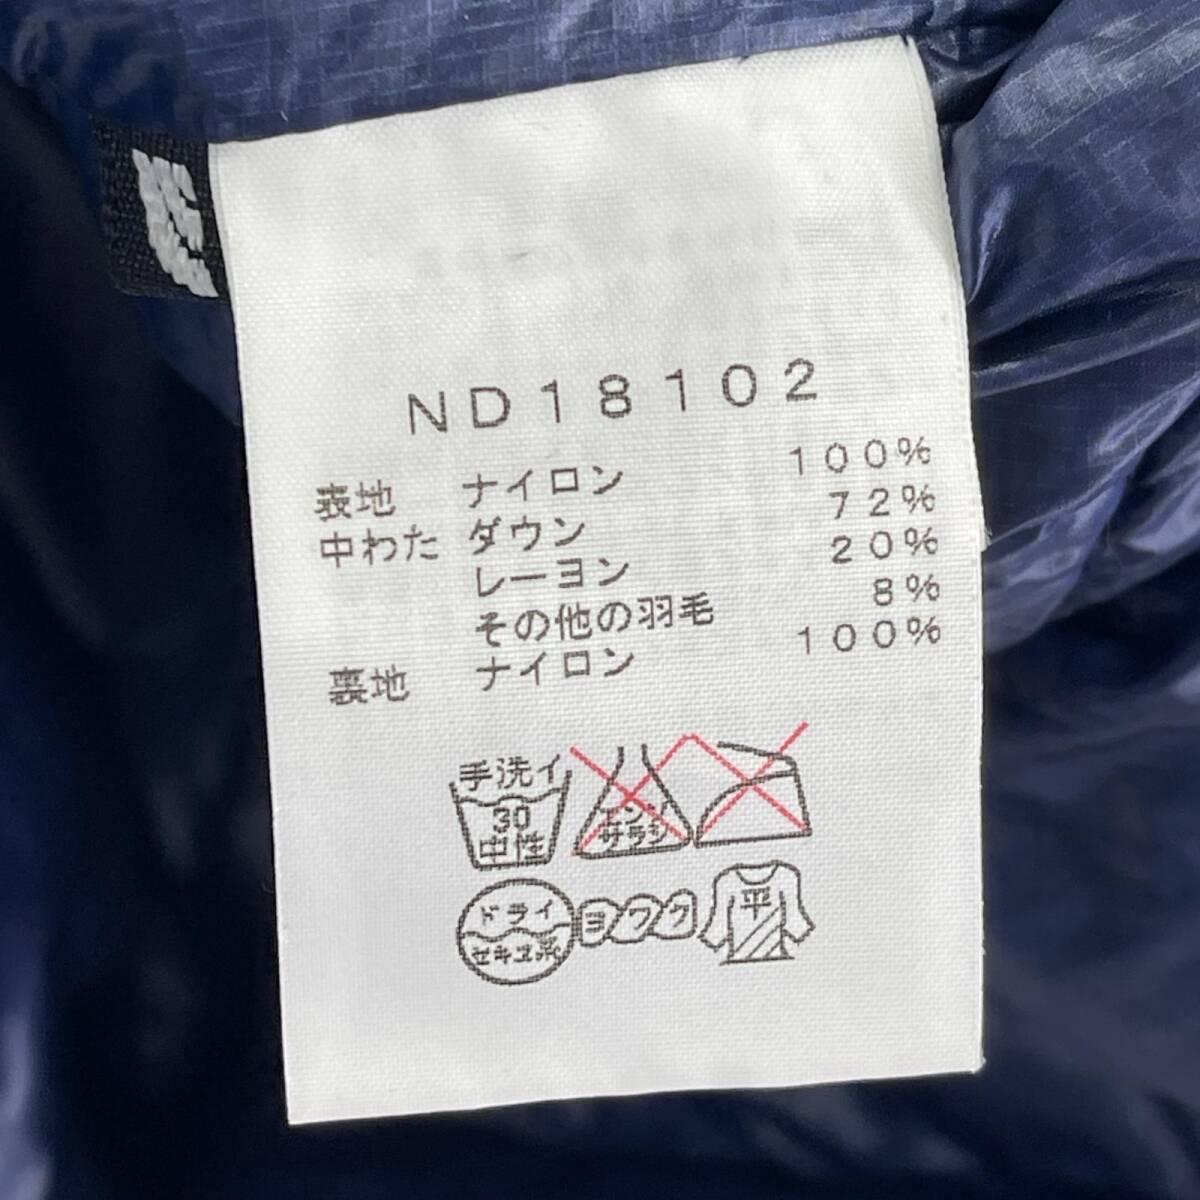 ND18102
表地 ナイロン 100%
中わた ダウン 72%
レーヨン 20%
その他の羽毛 8%
裏地 ナイロン 100%
手洗イ
30
中性
エンソ
サラシ
ドライ
セキユ系
ヨワク
平